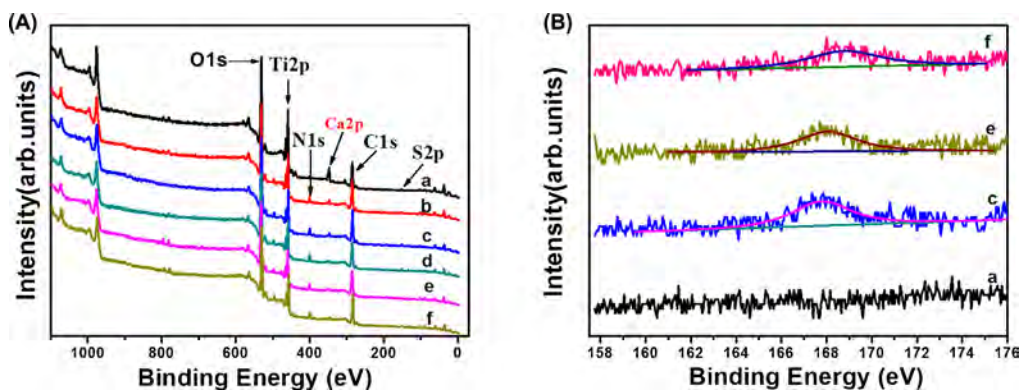 (A)
Intensity(arb.units)
O1s
Ti2p
N1s
Ca2p
C1s
S2p
a
b
c
d
e
f
1000 800 600 400 200 0
Binding Energy (eV)
(B)
Intensity(arb.units)
f
e
c
a
158 160 162 164 166 168 170 172 174 176
Binding Energy (eV)